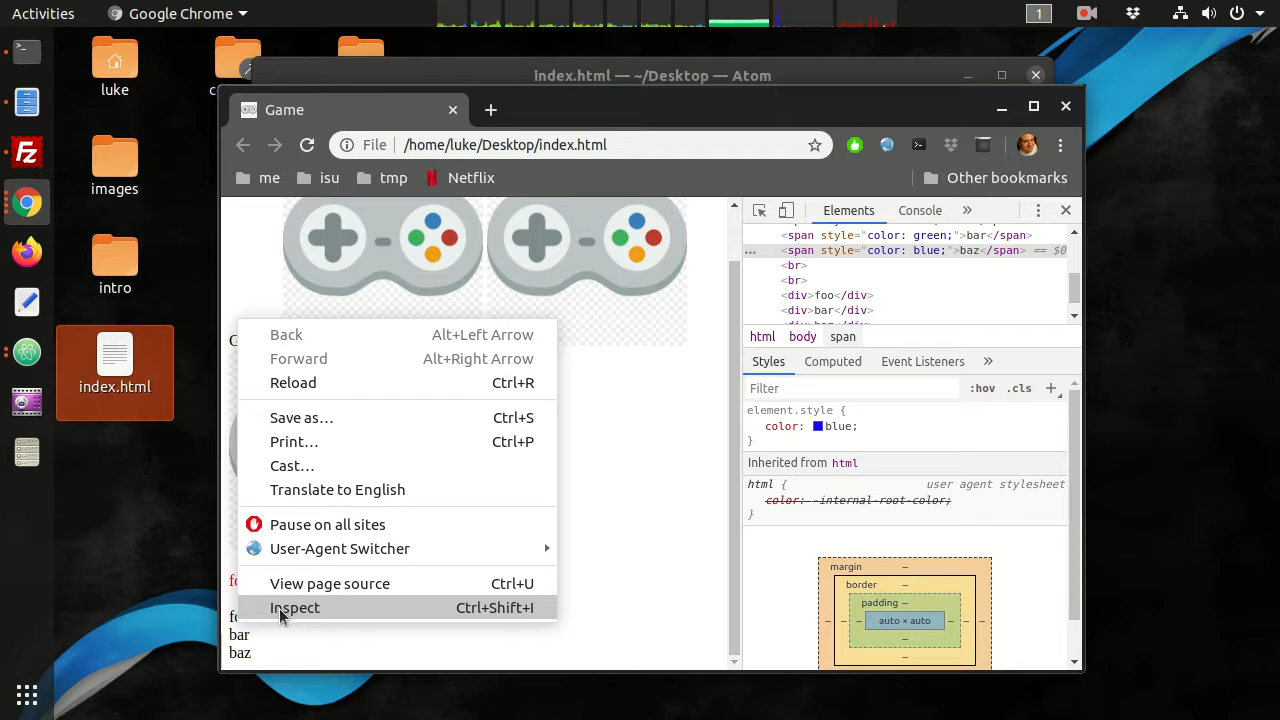 Activities
Google Chrome
1
luke
images
intro
index.html
index.html — ~/Desktop — Atom
Game
File
/home/luke/Desktop/index.html
me
isu
tmp
Netflix
Other bookmarks
Back Alt+Left Arrow
Forward Alt+Right Arrow
Reload Ctrl+R
Save as… Ctrl+S
Print… Ctrl+P
Cast…
Translate to English
Pause on all sites
User-Agent Switcher
View page source Ctrl+U
Inspect Ctrl+Shift+I
bar
baz
Elements Console »
<span style="color: green;">bar</span>
… <span style="color: blue;">baz</span> == $0
<br>
<br>
<div>foo</div>
<div>bar</div>
html body span
Styles Computed Event Listeners »
Filter :hov .cls +
element.style {
color: blue;
}
Inherited from html
html { user agent stylesheet
color: -internal-root-color;
}
margin –
border –
padding –
– – – auto × auto – – –
–
–